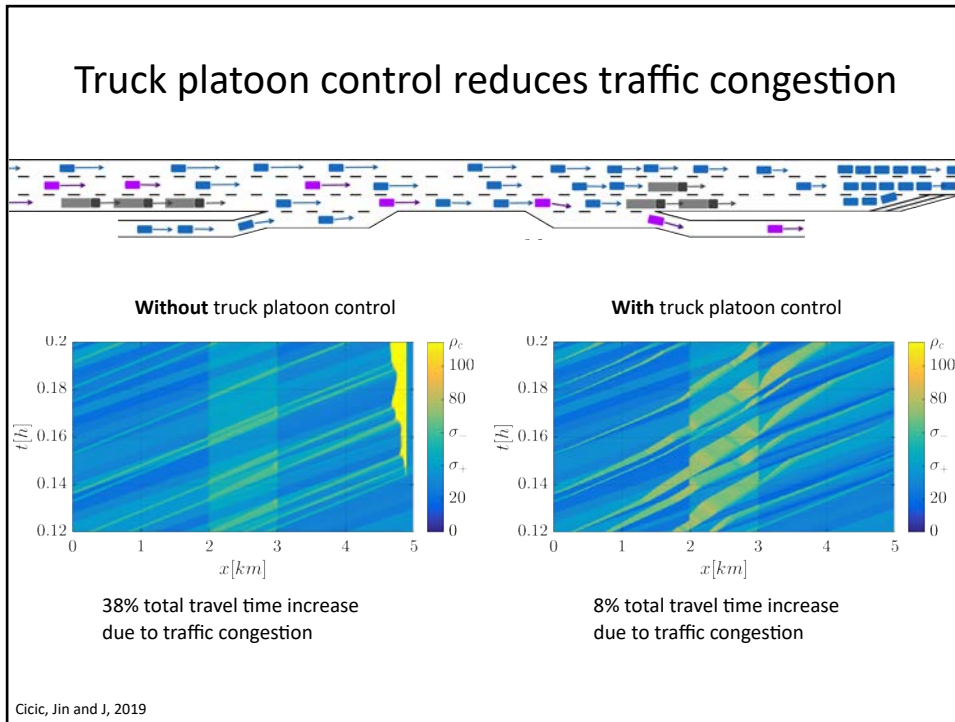 Truck platoon control reduces traffic congestion
Without truck platoon control
0.2
0.18
0.16
0.14
0.12
t[h]
0 1 2 3 4 5
x[km]
ρc
100
80
σ−
σ+
20
0
38% total travel time increase
due to traffic congestion
With truck platoon control
0.2
0.18
0.16
0.14
0.12
t[h]
0 1 2 3 4 5
x[km]
ρc
100
80
σ−
σ+
20
0
8% total travel time increase
due to traffic congestion
Cicic, Jin and J, 2019